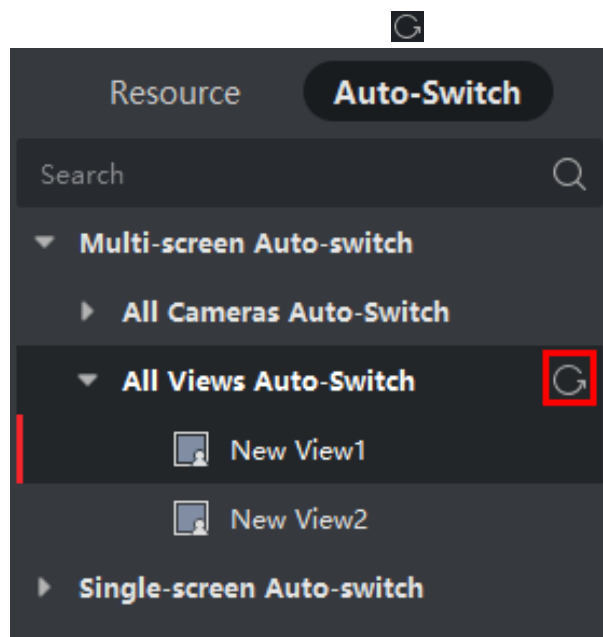 Resource Auto-Switch
Search
Multi-screen Auto-switch
All Cameras Auto-Switch
All Views Auto-Switch
New View1
New View2
Single-screen Auto-switch